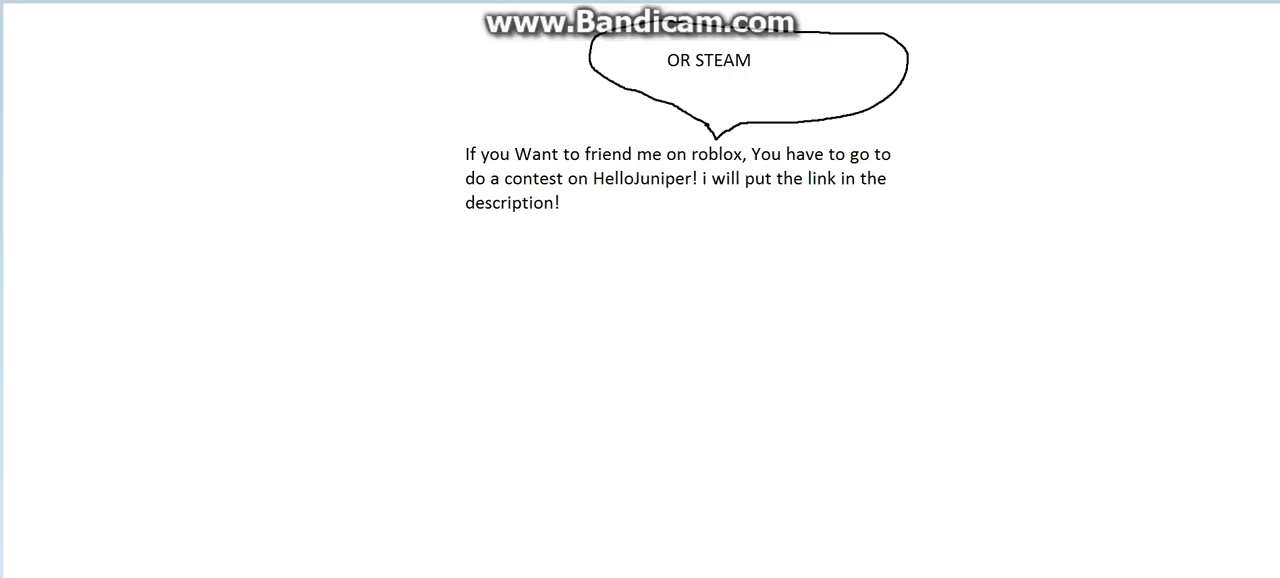 www.Bandicam.com
OR STEAM
If you Want to friend me on roblox, You have to go to
do a contest on HelloJuniper! i will put the link in the
description!